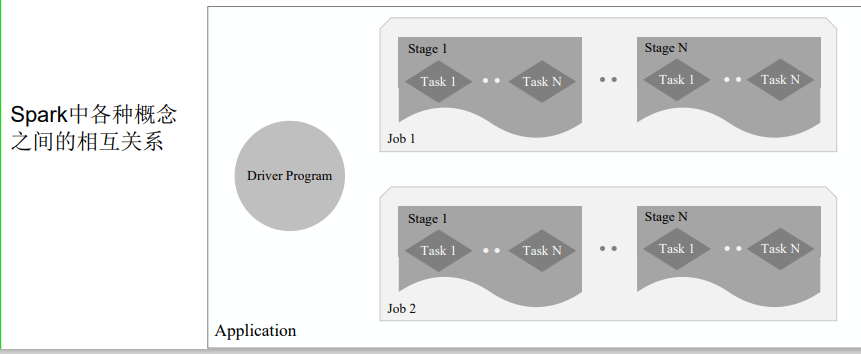 Spark中各种概念
之间的相互关系
Stage 1
Task 1
Task N
Stage N
Task 1
Task N
Job 1
Driver Program
Stage 1
Task 1
Task N
Stage N
Task 1
Task N
Job 2
Application